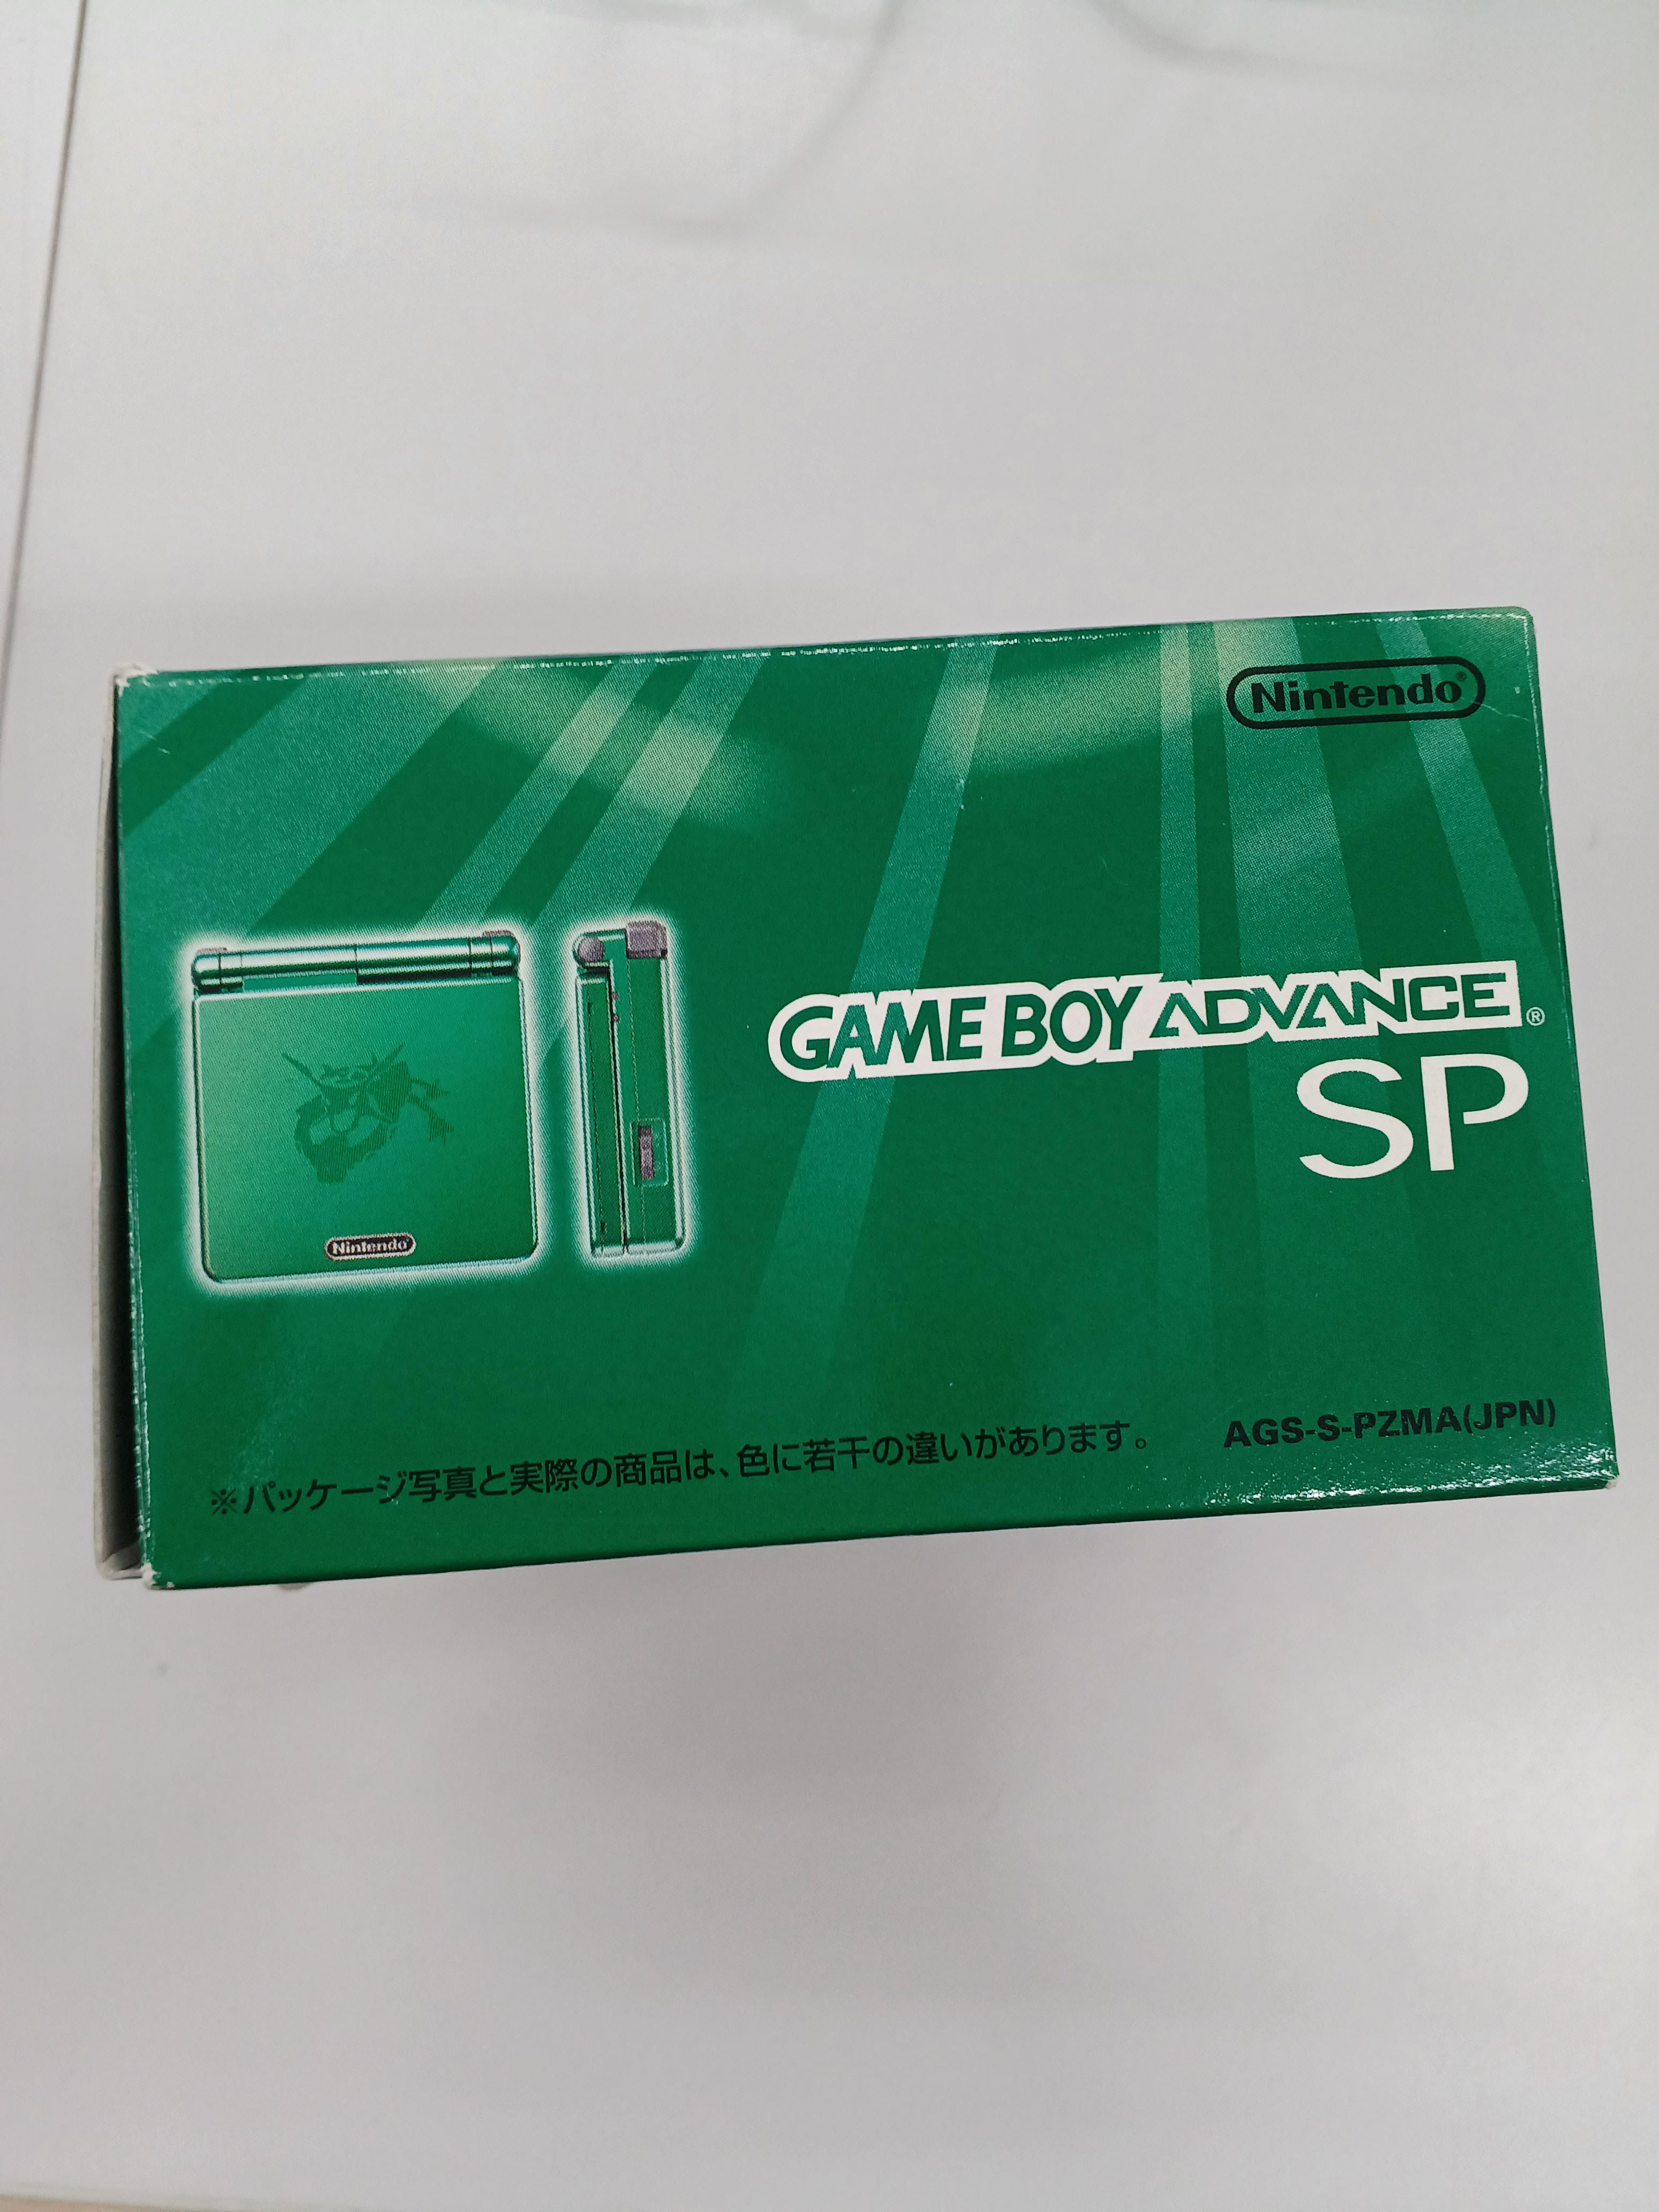 Nintendo®
GAME BOY ADVANCE®
SP
Nintendo
AGS-S-PZMA(JPN)
※パッケージ写真と実際の商品は、色に若干の違いがあります。